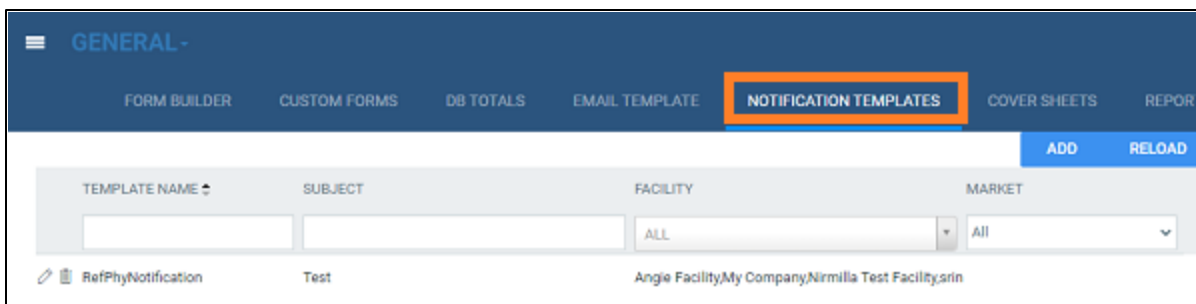 GENERAL-
FORM BUILDER CUSTOM FORMS DB TOTALS EMAIL TEMPLATE NOTIFICATION TEMPLATES COVER SHEETS REPOR
ADD RELOAD
TEMPLATE NAME SUBJECT FACILITY MARKET
ALL All
RefPhyNotification Test Angie Facility,My Company,Nirmilla Test Facility,srin